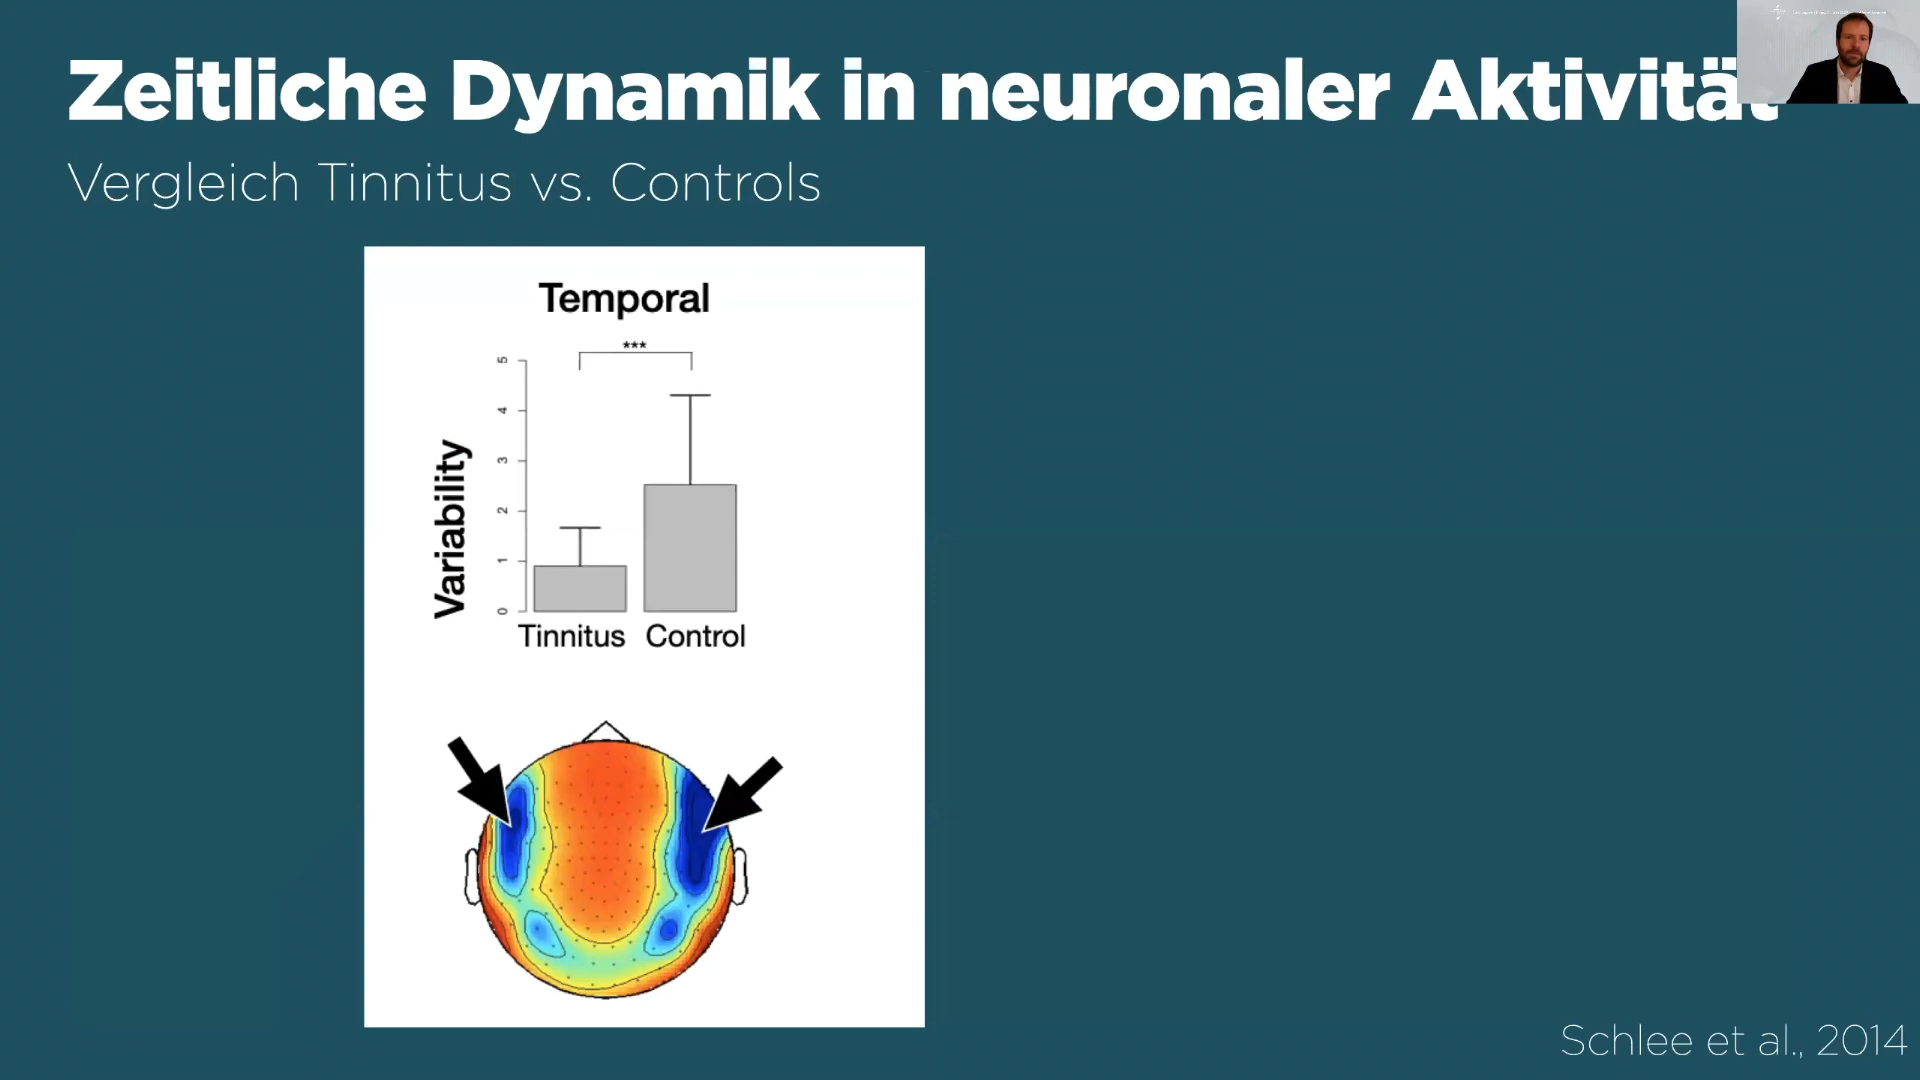 Zeitliche Dynamik in neuronaler Aktivität
Vergleich Tinnitus vs. Controls
Temporal
***
5
4
3
2
1
0
Variability
Tinnitus Control
Schlee et al., 2014